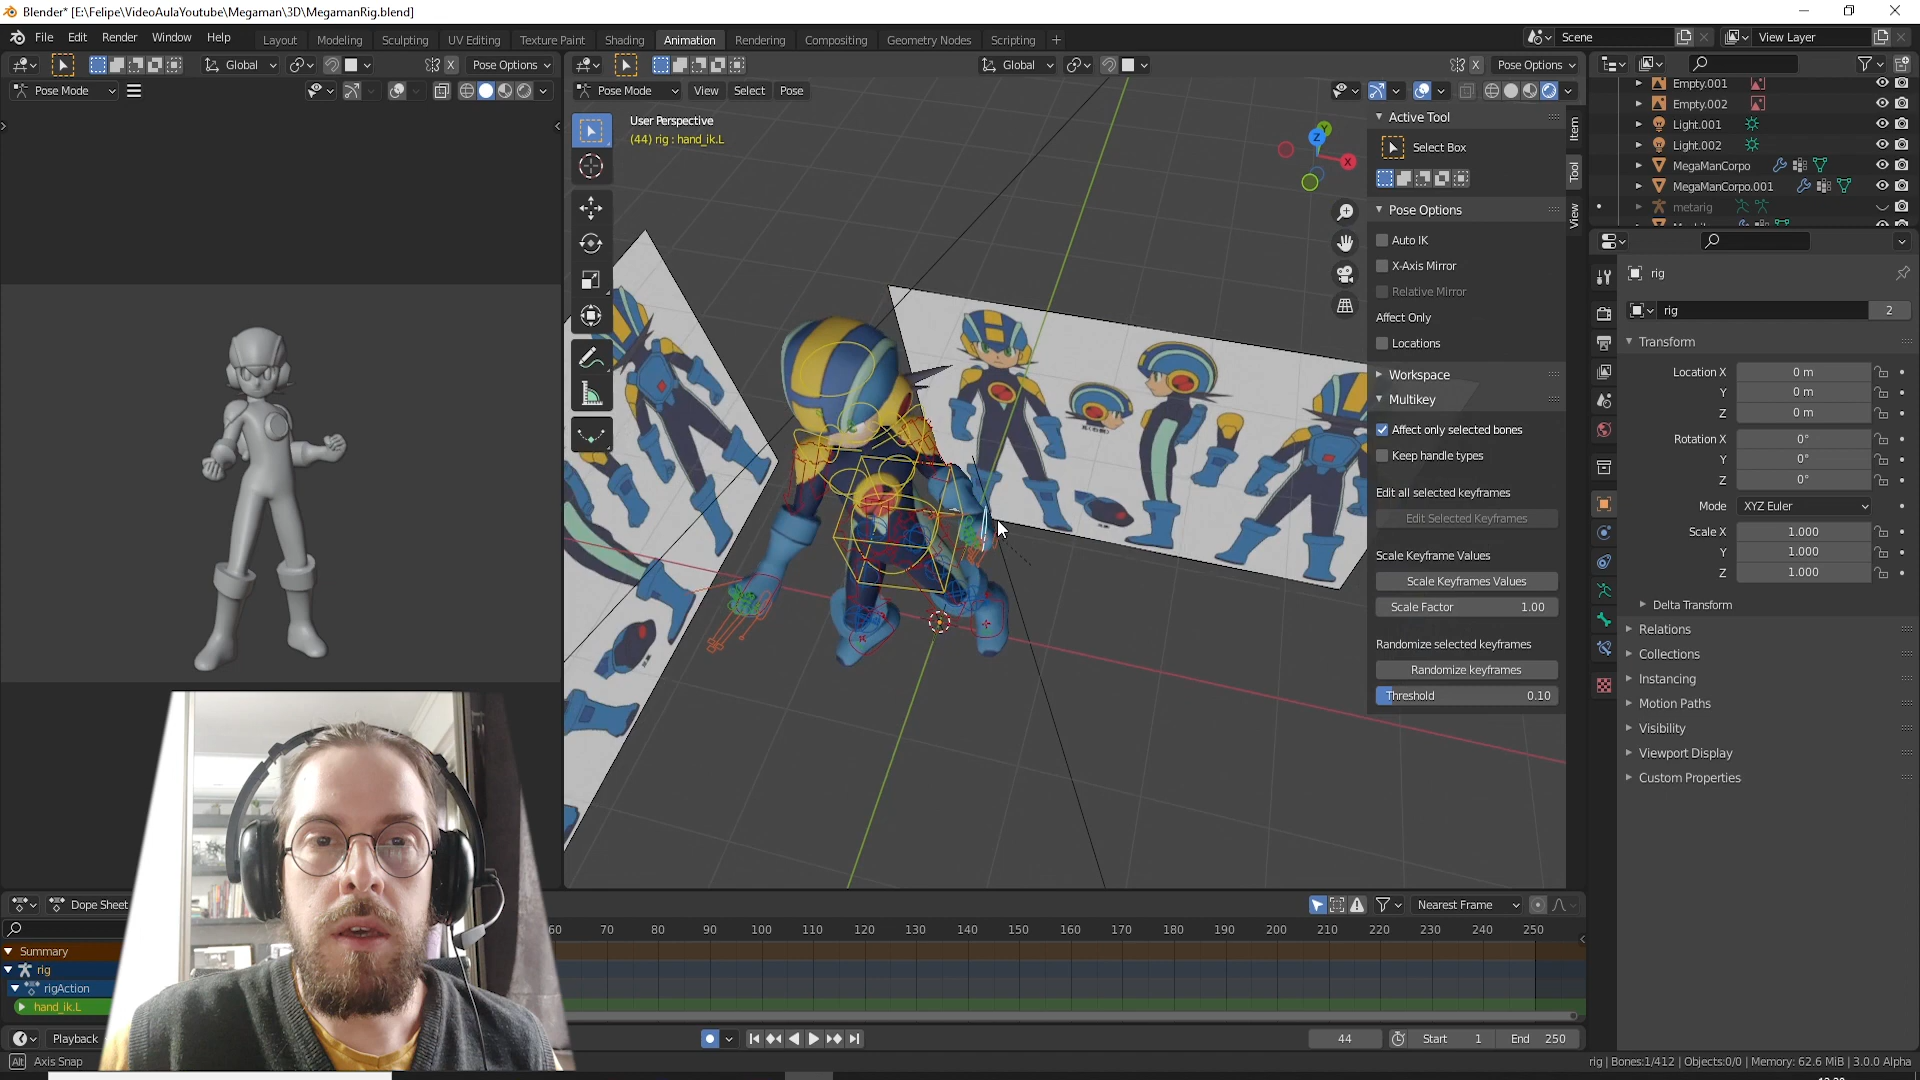 Blender* [E:\Felipe\VideoAulaYoutube\Megaman\3D\MegamanRig.blend]
File Edit Render Window Help
Layout Modeling Sculpting UV Editing Texture Paint Shading Animation Rendering Compositing Geometry Nodes Scripting +
Scene
View Layer
Global X Pose Options
Global X Pose Options
Pose Mode
Pose Mode View Select Pose
User Perspective
(44) rig : hand_ik.L
Z
Y
X
Item
Tool
View
Active Tool
Select Box
Pose Options
Auto IK
X-Axis Mirror
Relative Mirror
Affect Only
Locations
Workspace
Multikey
Affect only selected bones
Keep handle types
Edit all selected keyframes
Edit Selected Keyframes
Scale Keyframe Values
Scale Keyframes Values
Scale Factor 1.00
Randomize selected keyframes
Randomize keyframes
Threshold 0.10
Empty.001
Empty.002
Light.001
Light.002
MegaManCorpo
MegaManCorpo.001
metarig
rig
rig 2
Transform
Location X 0 m
Y 0 m
Z 0 m
Rotation X 0°
Y 0°
Z 0°
Mode XYZ Euler
Scale X 1.000
Y 1.000
Z 1.000
Delta Transform
Relations
Collections
Instancing
Motion Paths
Visibility
Viewport Display
Custom Properties
Dope Sheet
Nearest Frame
60 70 80 90 100 110 120 130 140 150 160 170 180 190 200 210 220 230 240 250
Summary
rig
rigAction
hand_ik.L
Playback
44 Start 1 End 250
Alt Axis Snap
rig | Bones:1/412 | Objects:0/0 | Memory: 62.6 MiB | 3.0.0 Alpha